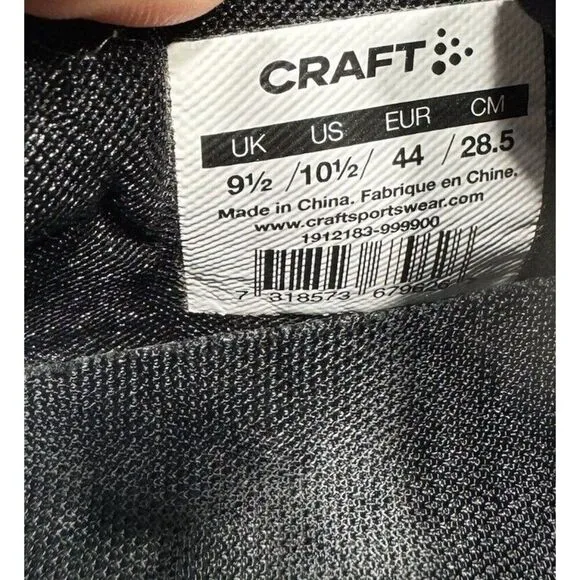 CRAFT
UK US EUR CM
9½ /10½/ 44 /28.5
Made in China. Fabrique en Chine.
www.craftsportswear.com
1912183-999900
7 318573